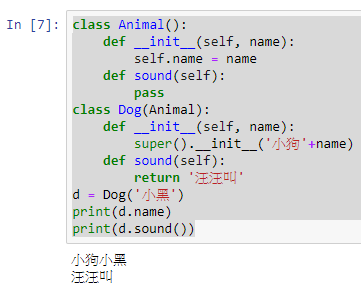 In [7]: class Animal():
    def __init__(self, name):
        self.name = name
    def sound(self):
        pass
class Dog(Animal):
    def __init__(self, name):
        super().__init__('小狗'+name)
    def sound(self):
        return '汪汪叫'
d = Dog('小黑')
print(d.name)
print(d.sound())
小狗小黑
汪汪叫